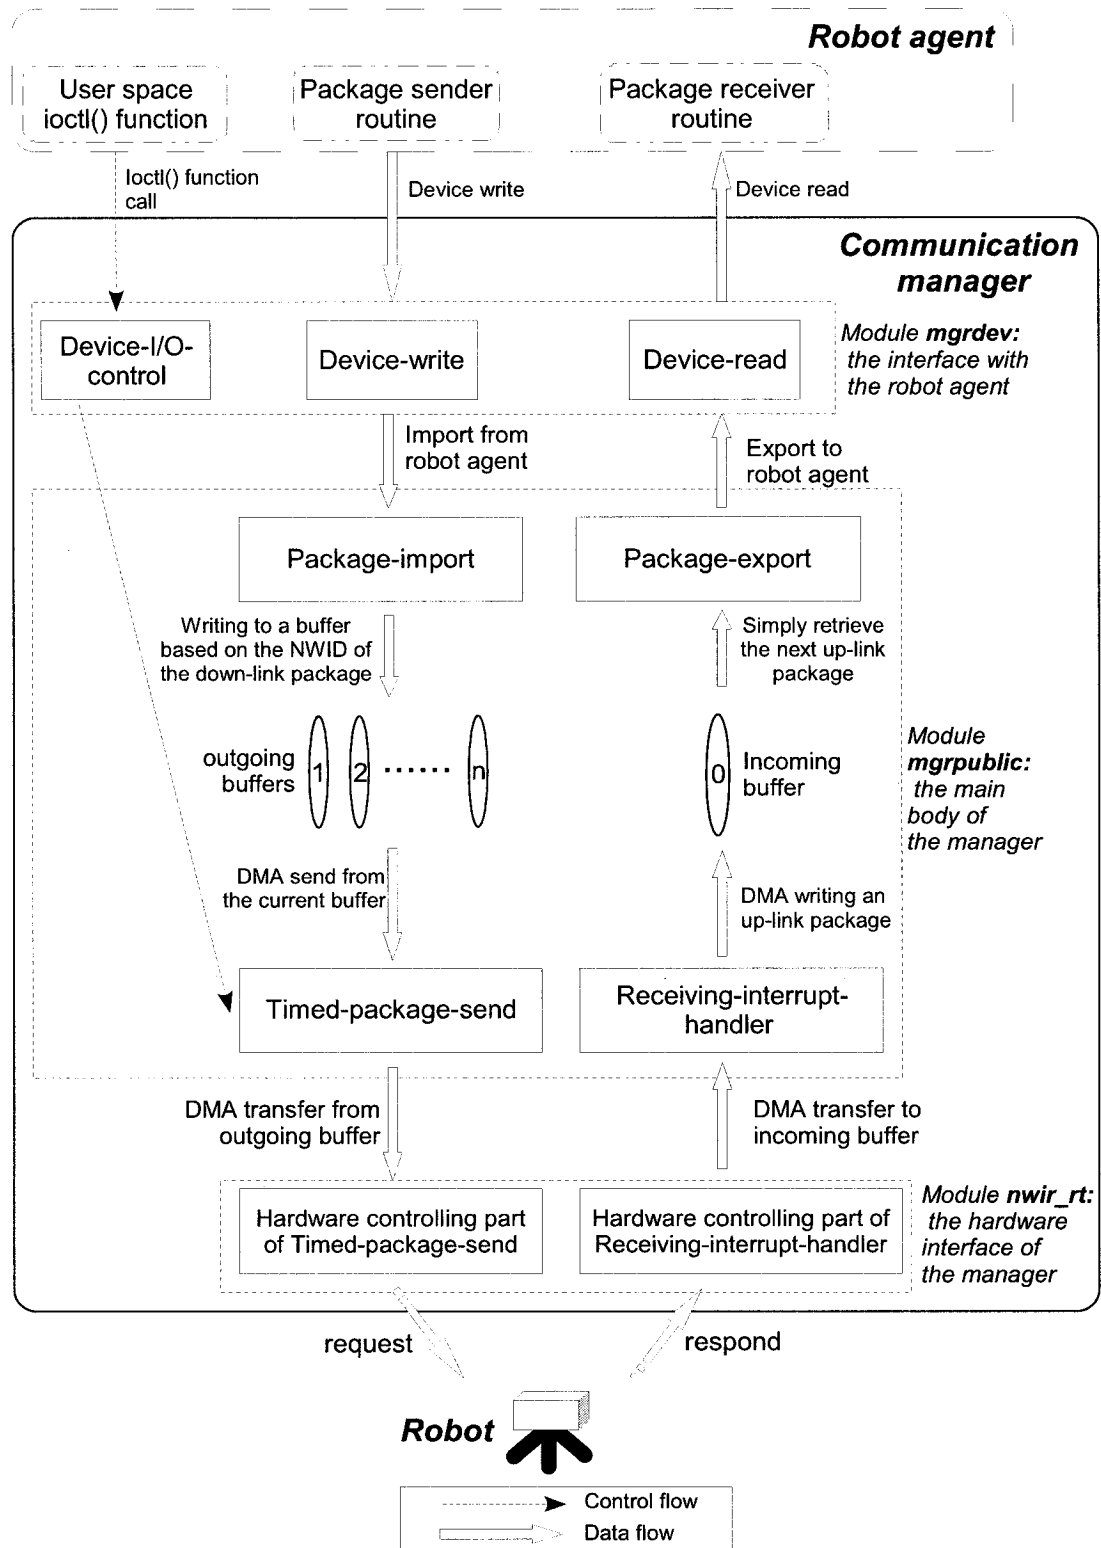 Robot agent
User space
ioctl() function
Package sender
routine
Package receiver
routine
Ioctl() function
call
Device write
Device read
Communication
manager
Device-I/O-
control
Device-write
Device-read
Module mgrdev:
the interface with
the robot agent
Import from
robot agent
Export to
robot agent
Package-import
Package-export
Writing to a buffer
based on the NWID of
the down-link package
Simply retrieve
the next up-link
package
outgoing
buffers
1
2
......
n
0
Incoming
buffer
Module
mgrpublic:
the main
body of
the manager
DMA send from
the current buffer
DMA writing an
up-link package
Timed-package-send
Receiving-interrupt-
handler
DMA transfer from
outgoing buffer
DMA transfer to
incoming buffer
Hardware controlling part
of Timed-package-send
Hardware controlling part of
Receiving-interrupt-handler
Module nwir_rt:
the hardware
interface of
the manager
request
respond
Robot
Control flow
Data flow